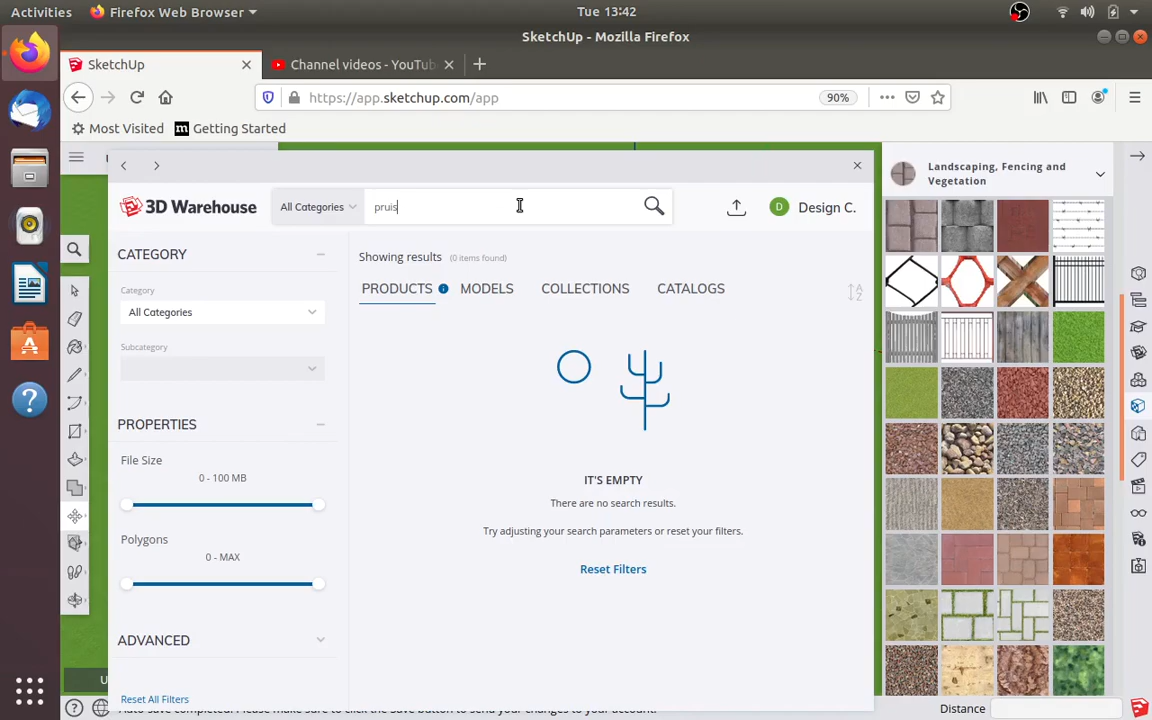 Activities
Firefox Web Browser
Tue 13:42
SketchUp - Mozilla Firefox
SketchUp
Channel videos - YouTub
https://app.sketchup.com/app
90%
Most Visited
Getting Started
3D Warehouse
All Categories
pruis
Design C.
D
Landscaping, Fencing and
Vegetation
CATEGORY
Category
All Categories
Subcategory
PROPERTIES
File Size
0 - 100 MB
Polygons
0 - MAX
ADVANCED
Reset All Filters
Showing results (0 items found)
PRODUCTS
MODELS
COLLECTIONS
CATALOGS
IT'S EMPTY
There are no search results.
Try adjusting your search parameters or reset your filters.
Reset Filters
Auto-save completed. Please make sure to click the save button to send your changes to your account.
Distance